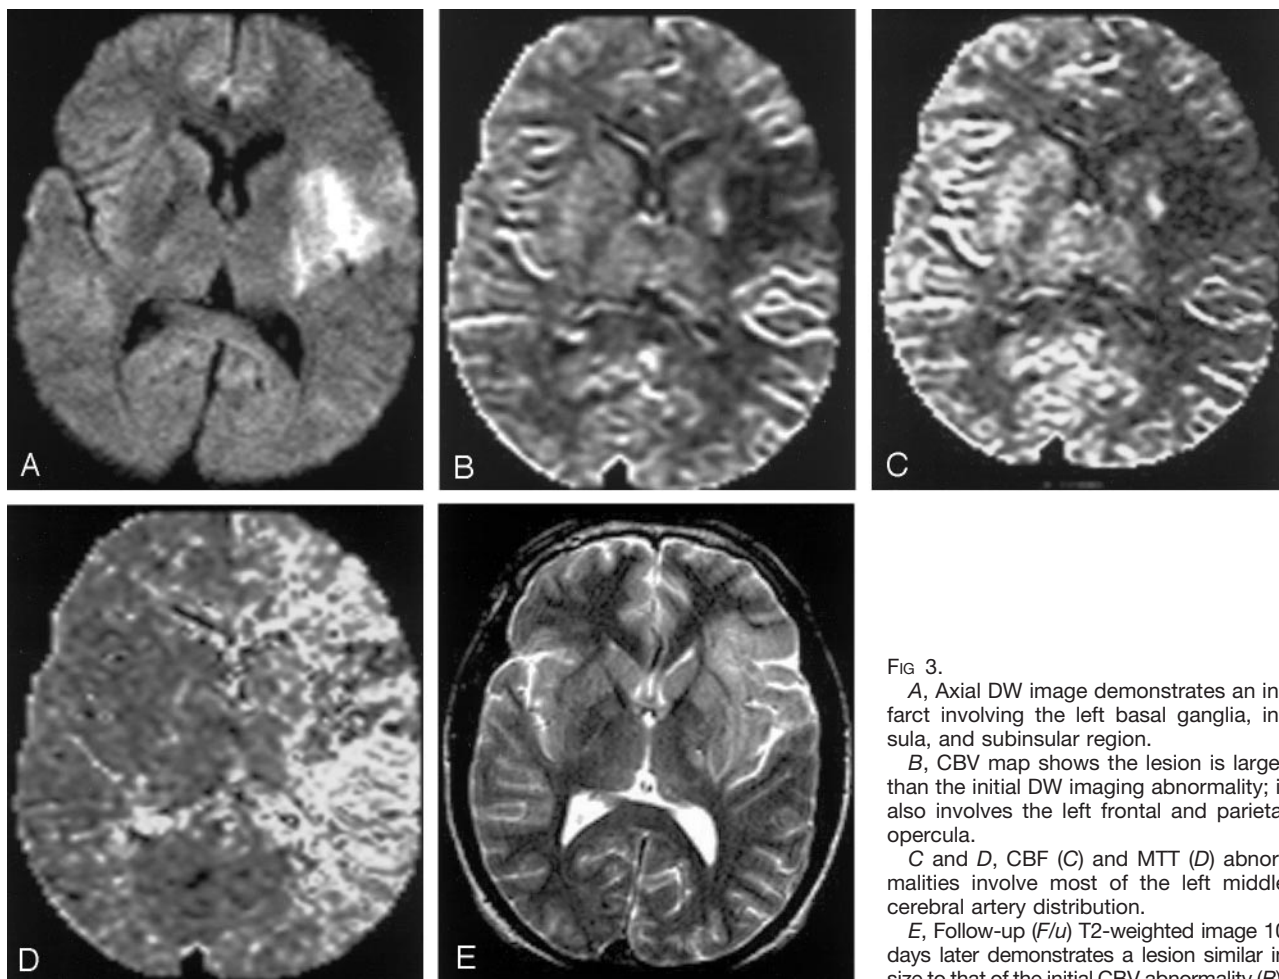 A
B
C
D
E
FIG 3.
A, Axial DW image demonstrates an in-
farct involving the left basal ganglia, in-
sula, and subinsular region.
B, CBV map shows the lesion is large
than the initial DW imaging abnormality; i
also involves the left frontal and parieta
opercula.
C and D, CBF (C) and MTT (D) abnor-
malities involve most of the left middle
cerebral artery distribution.
E, Follow-up (F/u) T2-weighted image 10
days later demonstrates a lesion similar in
size to that of the initial CBV abnormality (B)